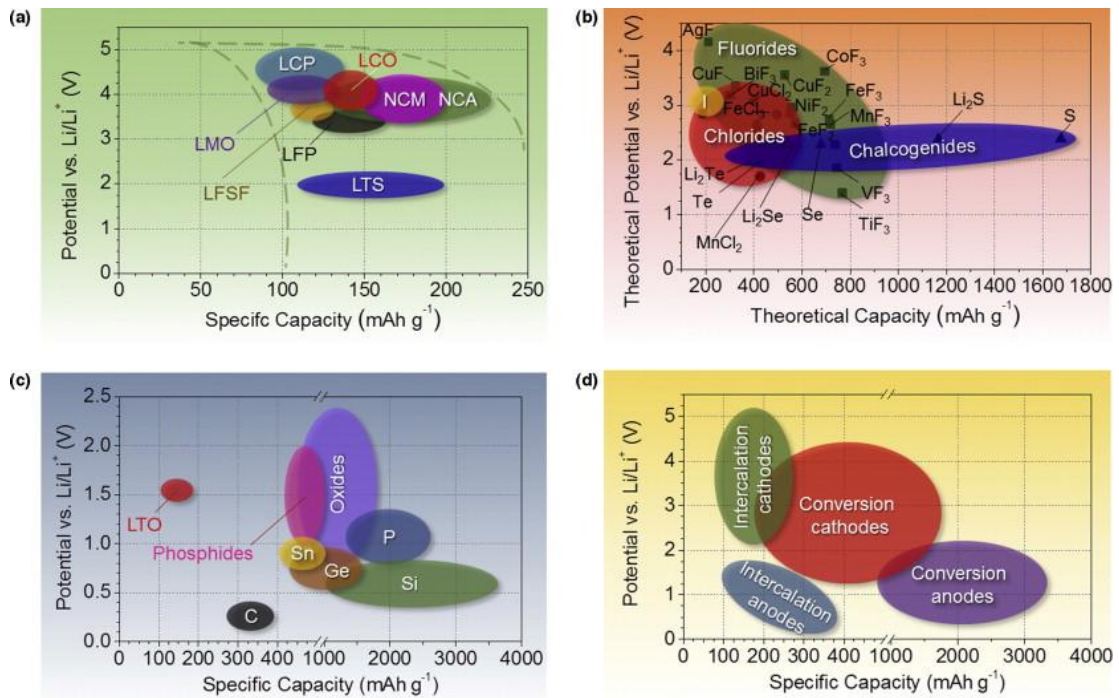 (a)
Potential vs. Li/Li⁺ (V)
5
4
3
2
1
0
LCP
LCO
NCM
NCA
LMO
LFP
LFSF
LTS
0
50
100
150
200
250
Specifc Capacity (mAh g⁻¹)
(b)
Theoretical Potential vs. Li/Li⁺ (V)
4
3
2
1
0
AgF
Fluorides
CoF₃
CuF
BiF₃
CuF₂
CuCl₂
FeF₃
I
Li₂S
S
FeCl₂
NiF₂
MnF₃
Chlorides
FeF₂
Chalcogenides
Li₂Te
VF₃
Te
Li₂Se
Se
TiF₃
MnCl₂
200
400
600
800
1000
1200
1400
1600
1800
Theoretical Capacity (mAh g⁻¹)
(c)
Potential vs. Li/Li⁺ (V)
2.5
2.0
1.5
1.0
0.5
0.0
LTO
Phosphides
Oxides
P
Sn
Ge
Si
C
0
100
200
300
400
1000
2000
3000
4000
Specific Capacity (mAh g⁻¹)
(d)
Potential vs. Li/Li⁺ (V)
5
4
3
2
1
0
Intercalation
cathodes
Conversion
cathodes
Intercalation
anodes
Conversion
anodes
0
100
200
300
400
1000
2000
3000
4000
Specific Capacity (mAh g⁻¹)